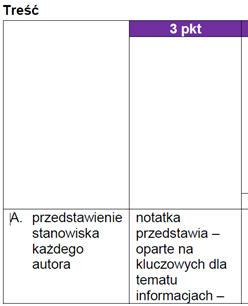 Treść
3 pkt
A. przedstawienie
stanowiska
każdego
autora
notatka
przedstawia –
oparte na
kluczowych dla
tematu
informacjach –